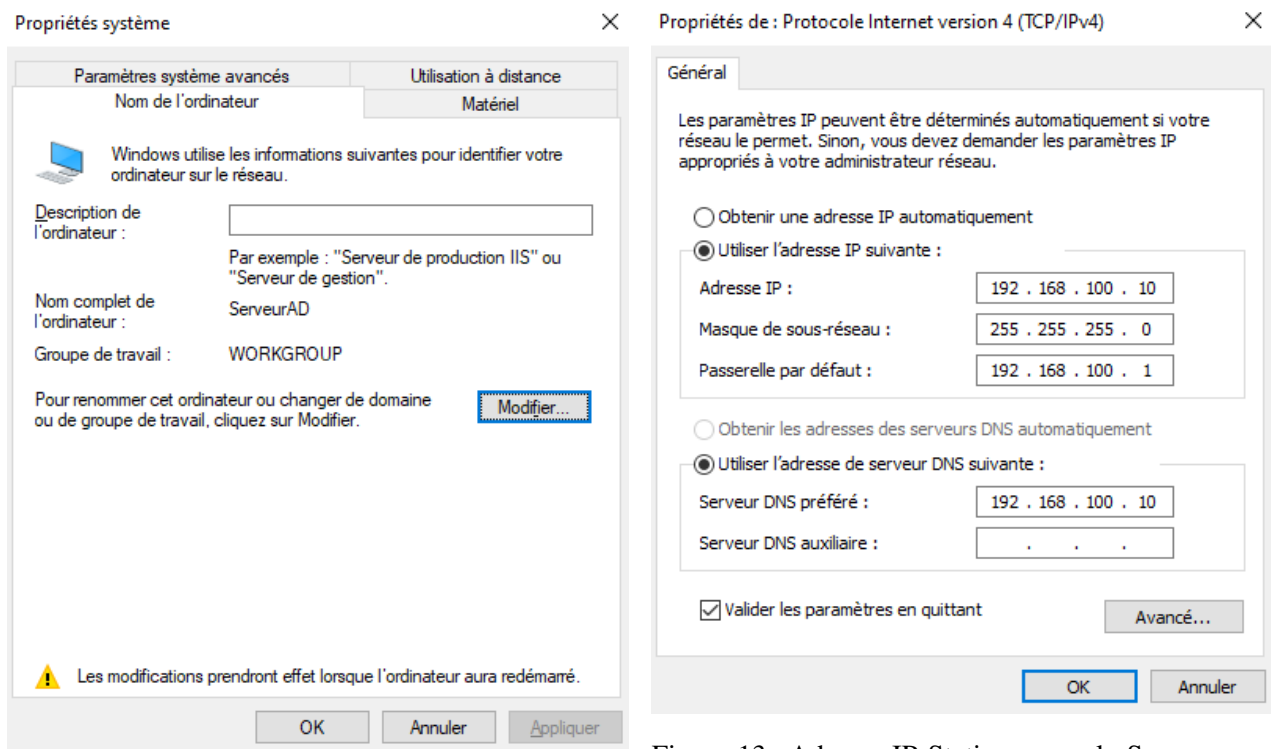 Propriétés système
Paramètres système avancés
Utilisation à distance
Nom de l'ordinateur
Matériel
Windows utilise les informations suivantes pour identifier votre
ordinateur sur le réseau.
Description de
l'ordinateur :
Par exemple : "Serveur de production IIS" ou
"Serveur de gestion".
Nom complet de
l'ordinateur :
ServeurAD
Groupe de travail :
WORKGROUP
Pour renommer cet ordinateur ou changer de domaine
ou de groupe de travail, cliquez sur Modifier.
Modifier...
Les modifications prendront effet lorsque l'ordinateur aura redémarré.
OK
Annuler
Appliquer
Propriétés de : Protocole Internet version 4 (TCP/IPv4)
Général
Les paramètres IP peuvent être déterminés automatiquement si votre
réseau le permet. Sinon, vous devez demander les paramètres IP
appropriés à votre administrateur réseau.
Obtenir une adresse IP automatiquement
Utiliser l'adresse IP suivante :
Adresse IP :
192 . 168 . 100 . 10
Masque de sous-réseau :
255 . 255 . 255 . 0
Passerelle par défaut :
192 . 168 . 100 . 1
Obtenir les adresses des serveurs DNS automatiquement
Utiliser l'adresse de serveur DNS suivante :
Serveur DNS préféré :
192 . 168 . 100 . 10
Serveur DNS auxiliaire :
. . .
Valider les paramètres en quittant
Avancé...
OK
Annuler